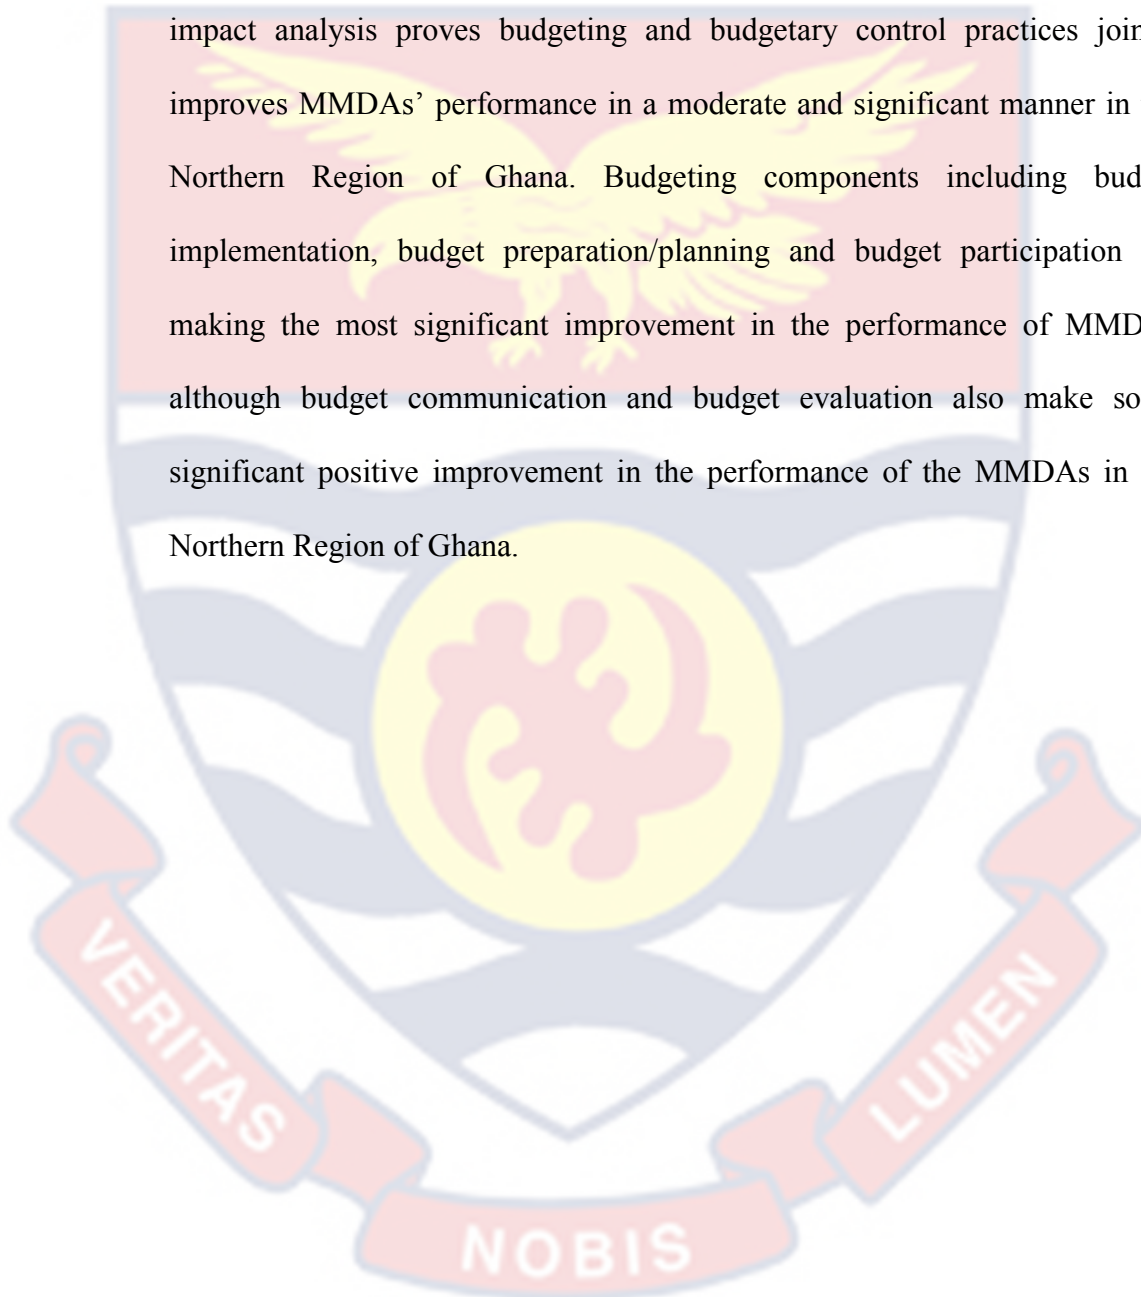 impact analysis proves budgeting and budgetary control practices join
improves MMDAs’ performance in a moderate and significant manner in
Northern Region of Ghana. Budgeting components including bud
implementation, budget preparation/planning and budget participation
making the most significant improvement in the performance of MMD
although budget communication and budget evaluation also make so
significant positive improvement in the performance of the MMDAs in
Northern Region of Ghana.
VERITAS
NOBIS
LUMEN